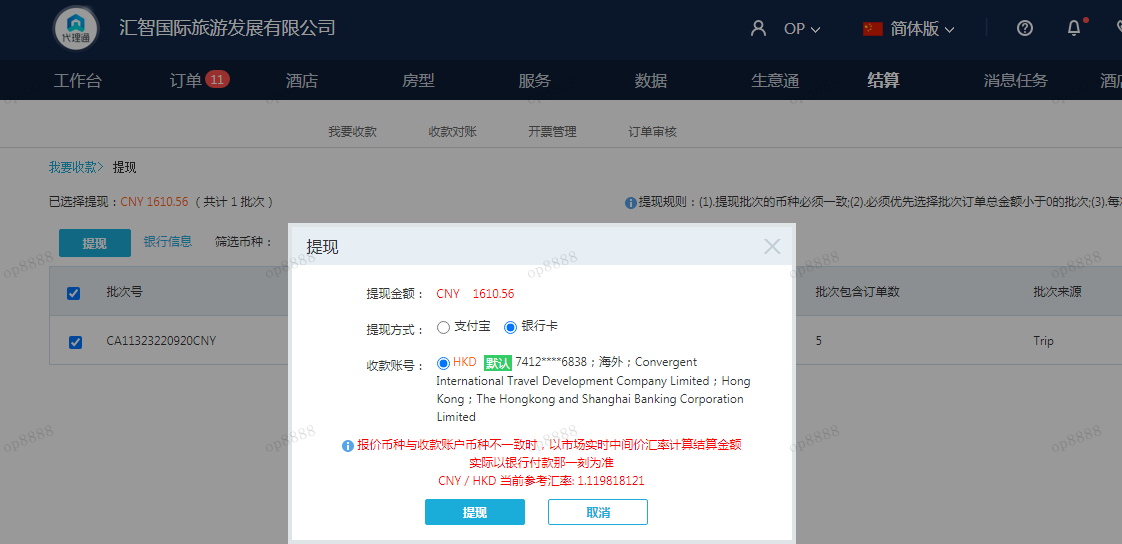 代理通
汇智国际旅游发展有限公司
OP
简体版
工作台
订单 11
酒店
房型
服务
数据
生意通
结算
消息任务
我要收款
收款对账
开票管理
订单审核
我要收款> 提现
已选择提现：CNY 1610.56 （ 共计 1 批次 ）
提现规则：(1).提现批次的币种必须一致;(2).必须优先选择批次订单总金额小于0的批次;(3).每
提现
银行信息
筛选币种：
批次号
批次包含订单数
批次来源
CA11323220920CNY
5
Trip
提现
提现金额： CNY 1610.56
提现方式： 支付宝 银行卡
收款账号： HKD 默认 7412****6838；海外；Convergent
International Travel Development Company Limited；Hong
Kong；The Hongkong and Shanghai Banking Corporation
Limited
报价币种与收款账户币种不一致时，以市场实时中间价汇率计算结算金额
实际以银行付款那一刻为准
CNY / HKD 当前参考汇率: 1.119818121
提现
取消
op8888
op8888
op8888
op8888
op8888
op8888
op8888
op8888